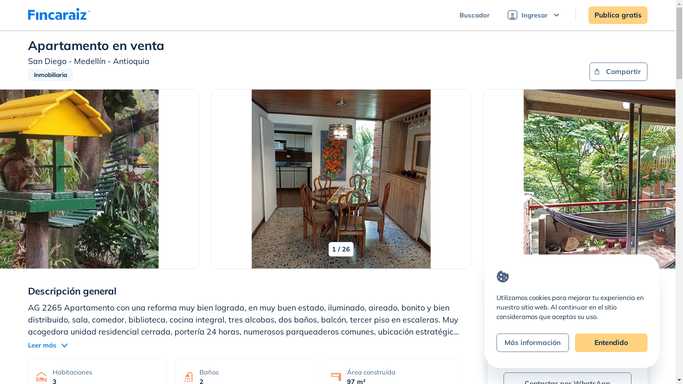 Fincaraiz
Buscador
Ingresar
Publica gratis
Apartamento en venta
San Diego - Medellín - Antioquia
Inmobiliaria
Compartir
1 / 26
Descripción general
AG 2265 Apartamento con una reforma muy bien lograda, en muy buen estado, iluminado, aireado, bonito y bien
distribuido, sala, comedor, biblioteca, cocina integral, tres alcobas, dos baños, balcón, tercer piso en escaleras. Muy
acogedora unidad residencial cerrada, portería 24 horas, numerosos parqueaderos comunes, ubicación estratégic...
Leer más
Habitaciones
3
Baños
2
Área construida
97 m²
Utilizamos cookies para mejorar tu experiencia en
nuestro sitio web. Al continuar en el sitio
consideramos que aceptas su uso.
Más información
Entendido
Contactar por WhatsApp